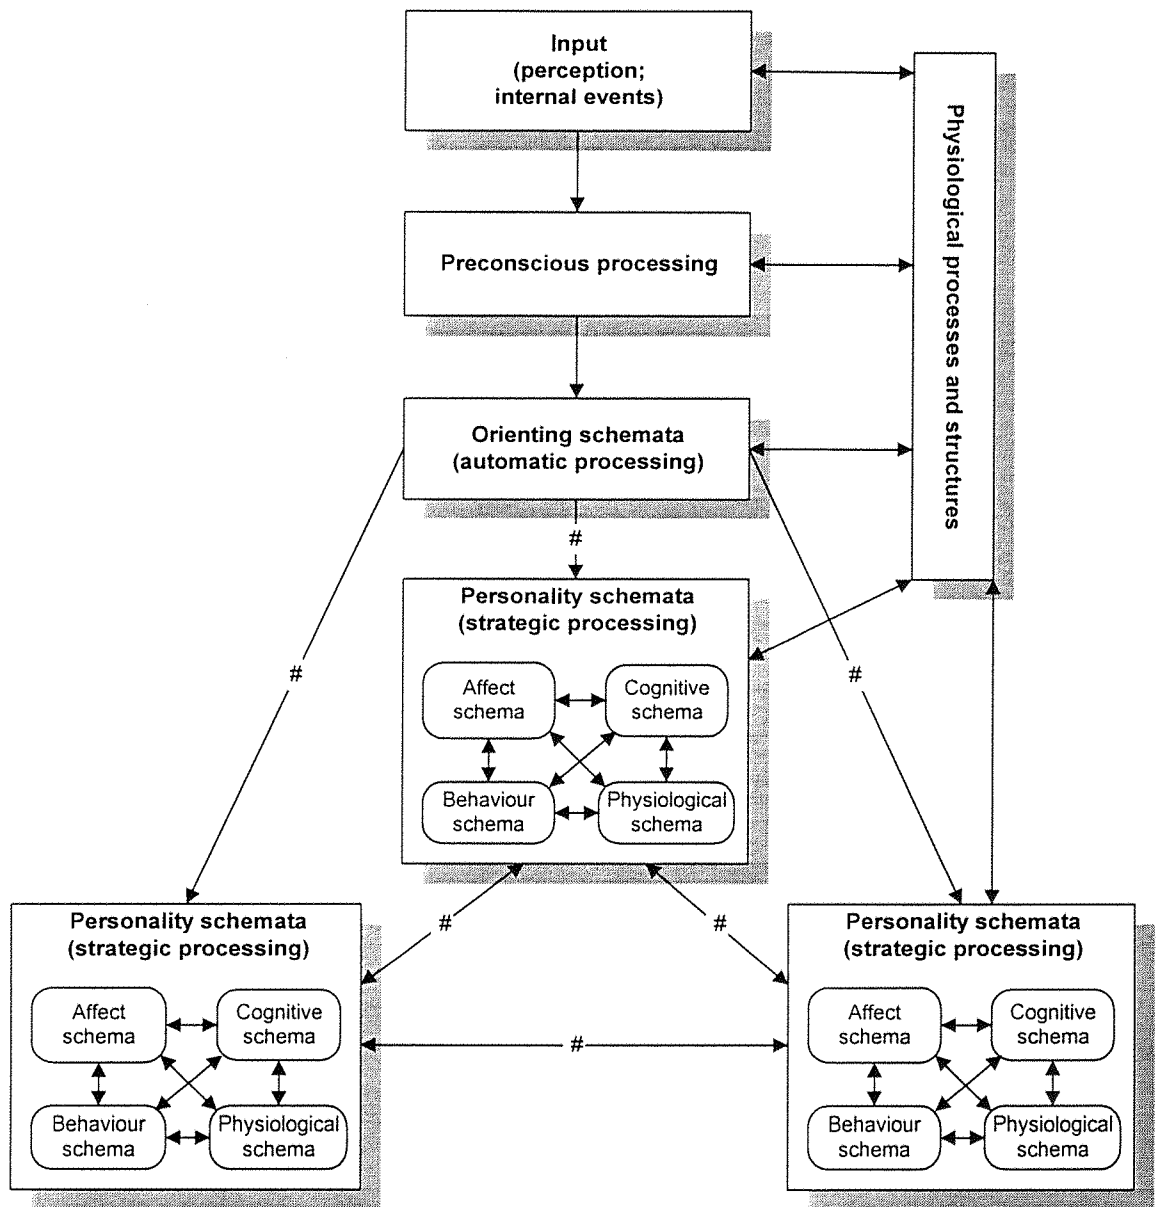 Input
(perception;
internal events)
Physiological processes and structures
Preconscious processing
Orienting schemata
(automatic processing)
#
Personality schemata
(strategic processing)
#
#
Affect
schema
Cognitive
schema
Behaviour
schema
Physiological
schema
#
#
Personality schemata
(strategic processing)
Affect
schema
Cognitive
schema
Behaviour
schema
Physiological
schema
#
Personality schemata
(strategic processing)
Affect
schema
Cognitive
schema
Behaviour
schema
Physiological
schema